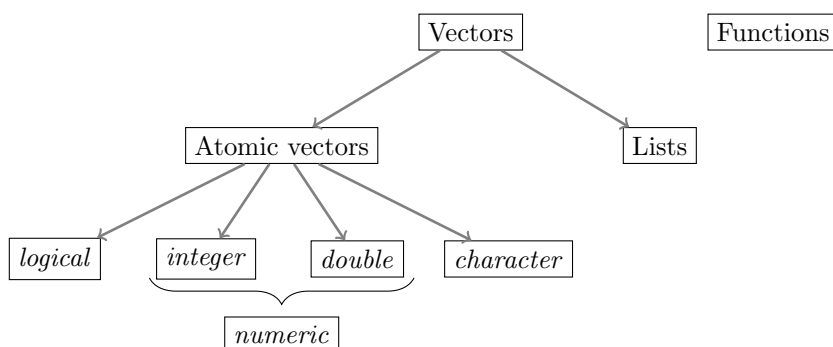 Vectors Functions
Atomic vectors Lists
logical integer double character
numeric